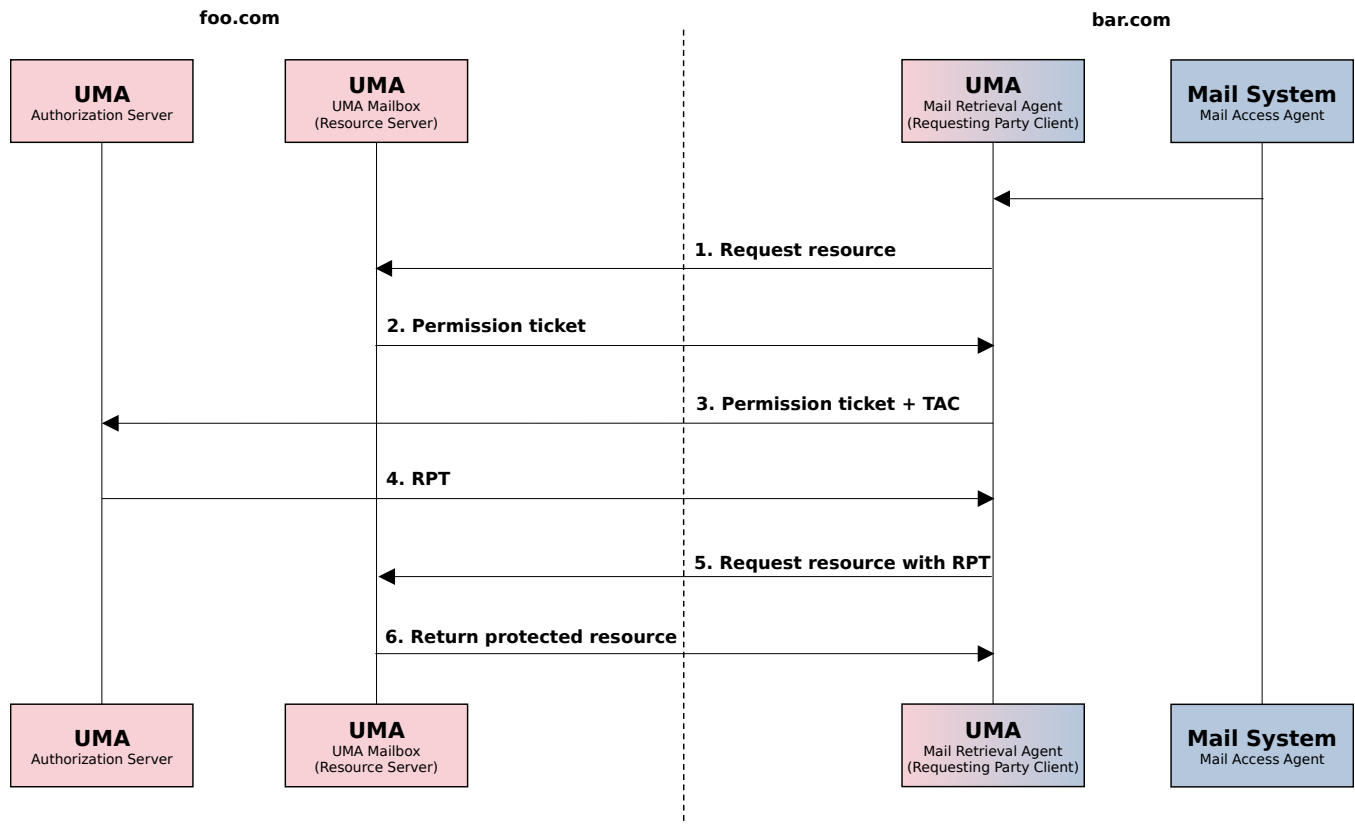 foo.com
bar.com
UMA
Authorization Server
UMA
UMA Mailbox
(Resource Server)
UMA
Mail Retrieval Agent
(Requesting Party Client)
Mail System
Mail Access Agent
1. Request resource
2. Permission ticket
3. Permission ticket + TAC
4. RPT
5. Request resource with RPT
6. Return protected resource
UMA
Authorization Server
UMA
UMA Mailbox
(Resource Server)
UMA
Mail Retrieval Agent
(Requesting Party Client)
Mail System
Mail Access Agent